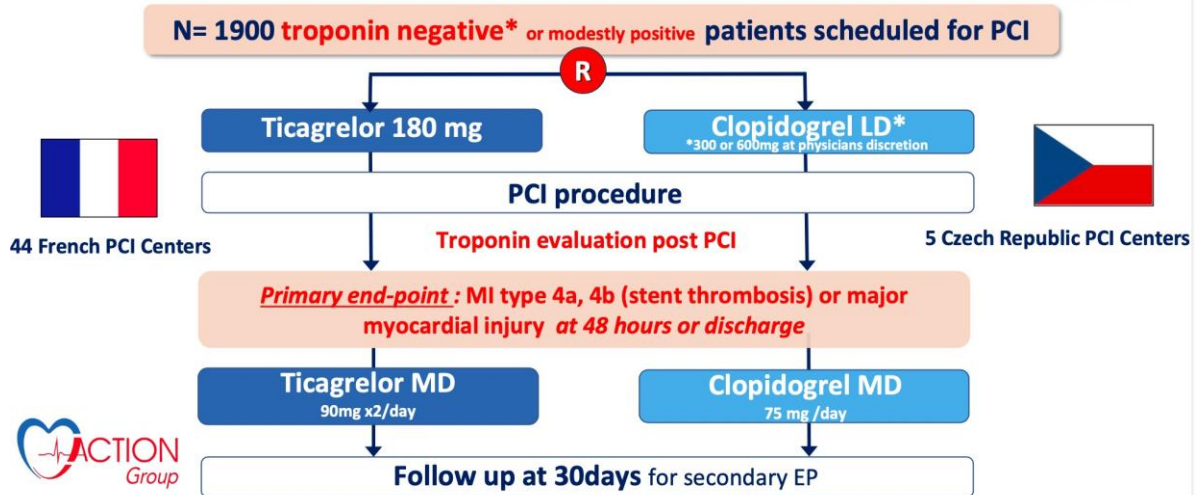 N= 1900 troponin negative* or modestly positive patients scheduled for PCI
R
Ticagrelor 180 mg
Clopidogrel LD*
*300 or 600mg at physicians discretion
PCI procedure
44 French PCI Centers
Troponin evaluation post PCI
5 Czech Republic PCI Centers
Primary end-point : MI type 4a, 4b (stent thrombosis) or major
myocardial injury at 48 hours or discharge
Ticagrelor MD
90mg x2/day
Clopidogrel MD
75 mg /day
ACTION
Group
Follow up at 30days for secondary EP